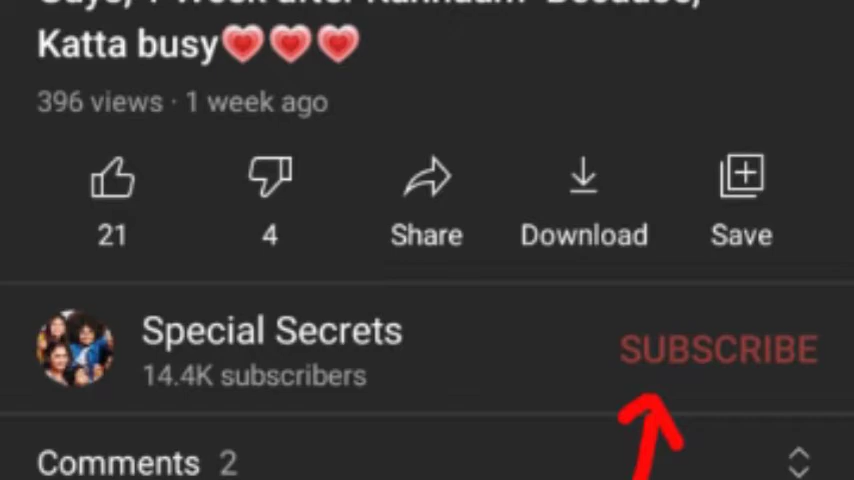 Katta busy❤️❤️❤️
396 views · 1 week ago
21
4
Share
Download
Save
Special Secrets
14.4K subscribers
SUBSCRIBE
Comments 2